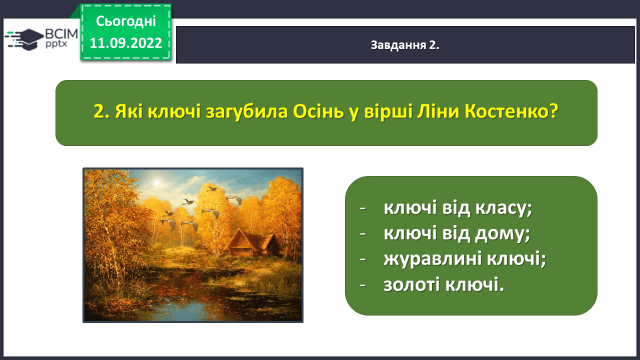 Сьогодні
11.09.2022
BCIM
pptx
Завдання 2.
2. Які ключі загубила Осінь у вірші Ліни Костенко?
- ключі від класу;
- ключі від дому;
- журавлині ключі;
- золоті ключі.